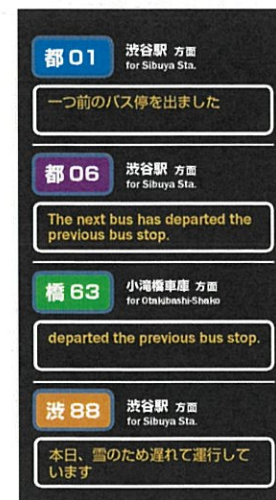 都01
渋谷駅 方面
for Sibuya Sta.
一つ前のバス停を出ました
都06
渋谷駅 方面
for Sibuya Sta.
The next bus has departed the
previous bus stop.
橋63
小滝橋車庫 方面
for Otakibashi-Shako
departed the previous bus stop.
渋88
渋谷駅 方面
for Sibuya Sta.
本日、雪のため遅れて運行して
います